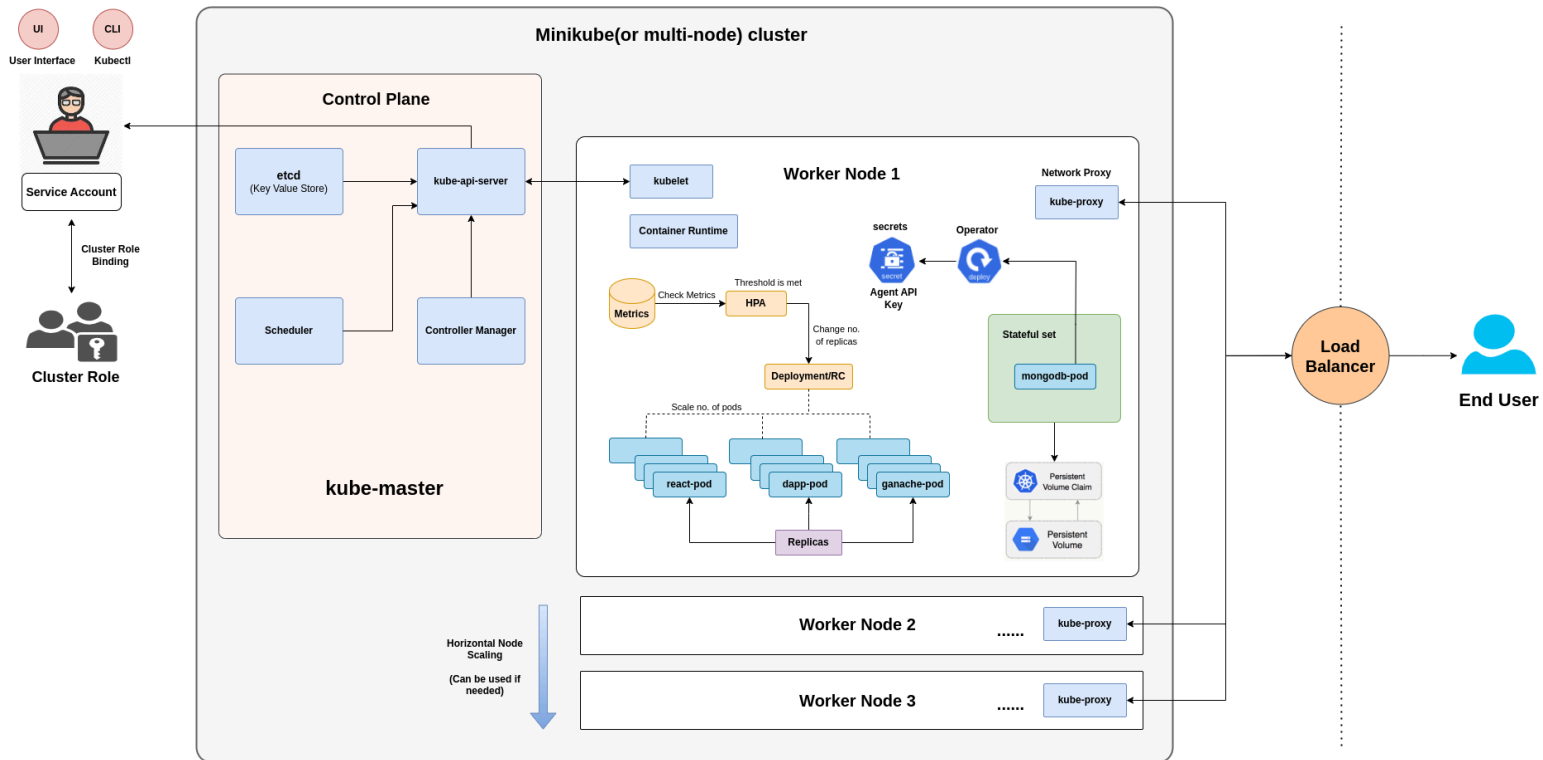 UI
CLI
User Interface
Kubectl
Service Account
Cluster Role
Binding
Cluster Role
Minikube(or multi-node) cluster
Control Plane
etcd
(Key Value Store)
kube-api-server
Scheduler
Controller Manager
kube-master
Worker Node 1
kubelet
Container Runtime
Network Proxy
kube-proxy
secrets
Operator
secret
deploy
Agent API
Key
Metrics
Check Metrics
Threshold is met
HPA
Change no.
of replicas
Deployment/RC
Scale no. of pods
react-pod
dapp-pod
ganache-pod
Replicas
Stateful set
mongodb-pod
Persistent
Volume Claim
Persistent
Volume
Horizontal Node
Scaling
(Can be used if
needed)
Worker Node 2
......
kube-proxy
Worker Node 3
......
kube-proxy
Load
Balancer
End User